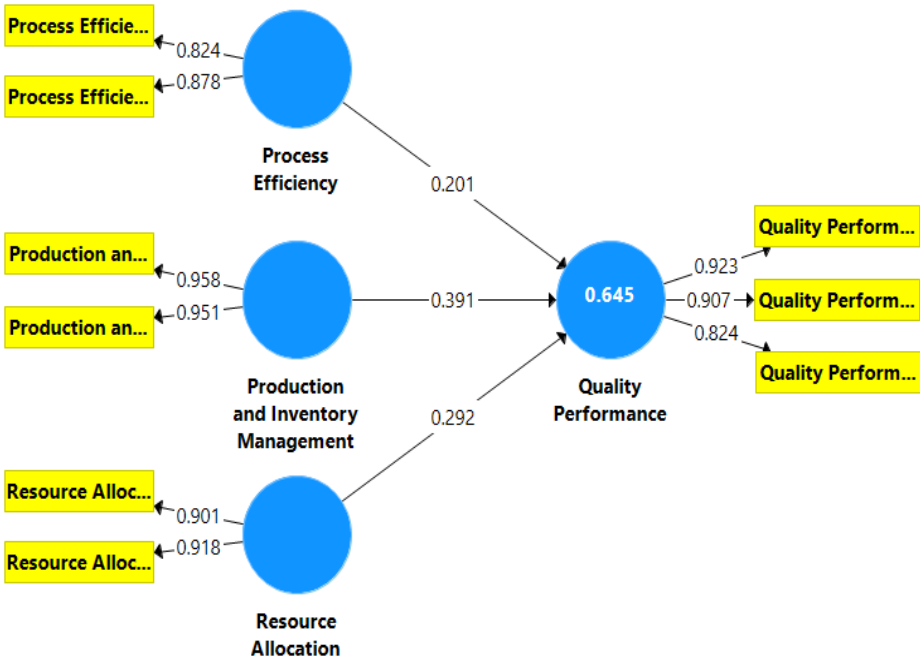 Process Efficie...
0.824
0.878
Process Efficie...
Process
Efficiency
0.201
Production an...
0.958
0.951
Production an...
0.391
Production
and Inventory
Management
0.645
Quality
Performance
Quality Perform...
0.923
0.907
Quality Perform...
0.824
Quality Perform...
0.292
Resource Alloc...
0.901
0.918
Resource Alloc...
Resource
Allocation